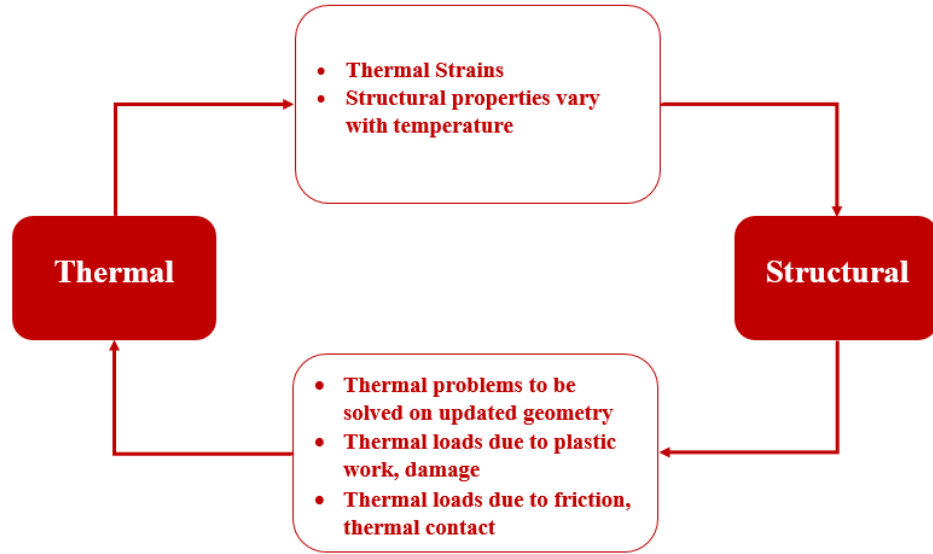 • Thermal Strains
• Structural properties vary
with temperature
Thermal
Structural
• Thermal problems to be
solved on updated geometry
• Thermal loads due to plastic
work, damage
• Thermal loads due to friction,
thermal contact